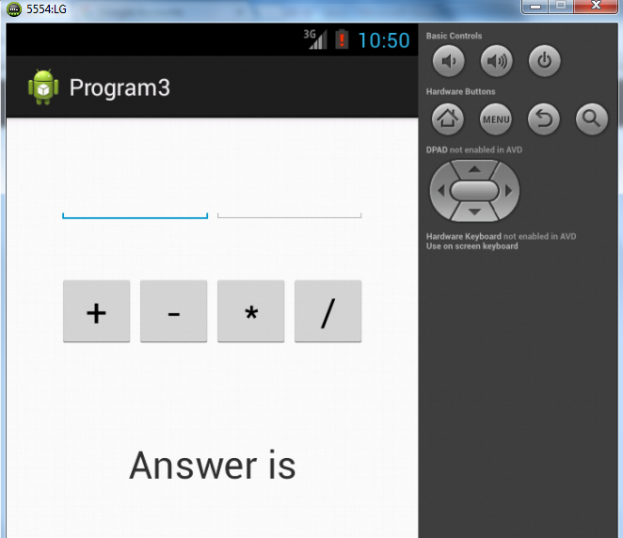 5554:LG
3G 10:50
Program3
+ - * /
Answer is
Basic Controls
Hardware Buttons
MENU
DPAD not enabled in AVD
Hardware Keyboard not enabled in AVD
Use on screen keyboard